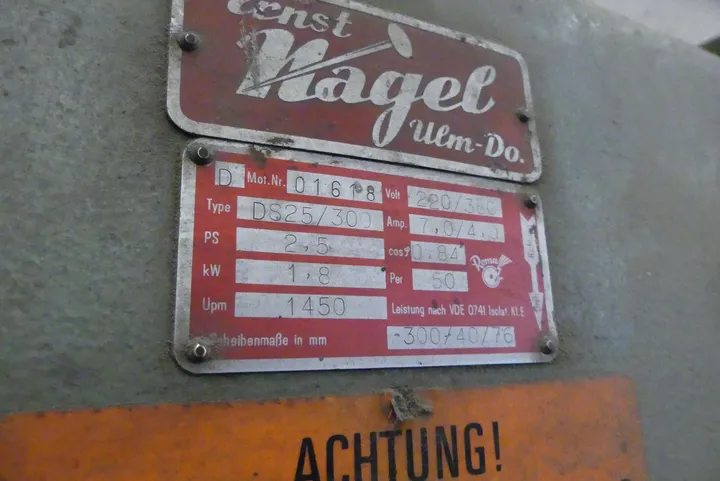 Ernst
Nagel
Ulm-Do.
D Mot.Nr. 01618 Volt 220/380
Type DS25/300 Amp. 7,0/4,0
PS 2,5 cosφ 0.84 Roma
kW 1,8 Per 50
Upm 1450 Leistung nach VDE 0741 Isolat. Kl.E
Scheibenmaße in mm -300/40/76
ACHTUNG!